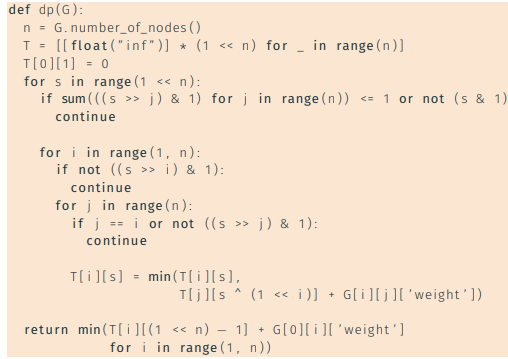 def dp(G):
  n = G.number_of_nodes()
  T = [[float("inf")] * (1 << n) for _ in range(n)]
  T[0][1] = 0
  for s in range(1 << n):
    if sum(((s >> j) & 1) for j in range(n)) <= 1 or not (s & 1)
      continue

    for i in range(1, n):
      if not ((s >> i) & 1):
        continue
      for j in range(n):
        if j == i or not ((s >> j) & 1):
          continue

        T[i][s] = min(T[i][s],
                      T[j][s ^ (1 << i)] + G[i][j]['weight'])

  return min(T[i][(1 << n) − 1] + G[0][i]['weight']
             for i in range(1, n))